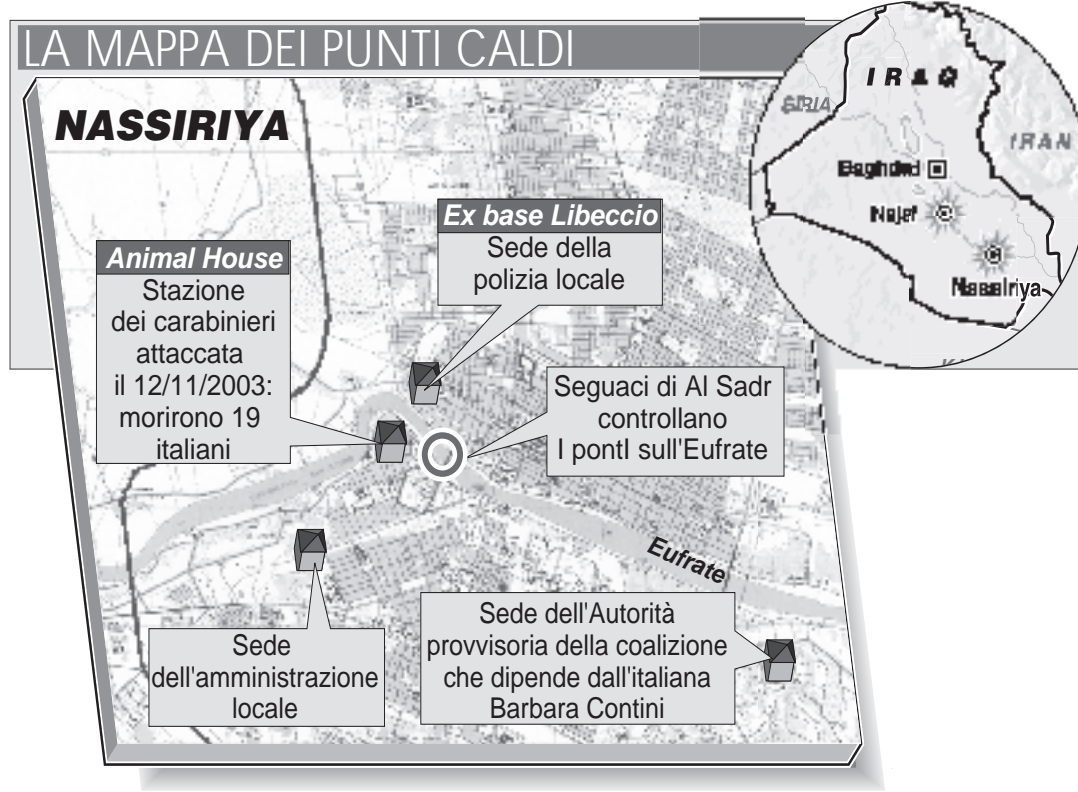 LA MAPPA DEI PUNTI CALDI
NASSIRIYA
IRAQ
SIRIA
IRAN
Baghdad
Najaf
Nassiriya
Ex base Libeccio
Sede della
polizia locale
Animal House
Stazione
dei carabinieri
attaccata
il 12/11/2003:
morirono 19
italiani
Seguaci di Al Sadr
controllano
I pontI sull'Eufrate
Eufrate
Sede
dell'amministrazione
locale
Sede dell'Autorità
provvisoria della coalizione
che dipende dall'italiana
Barbara Contini